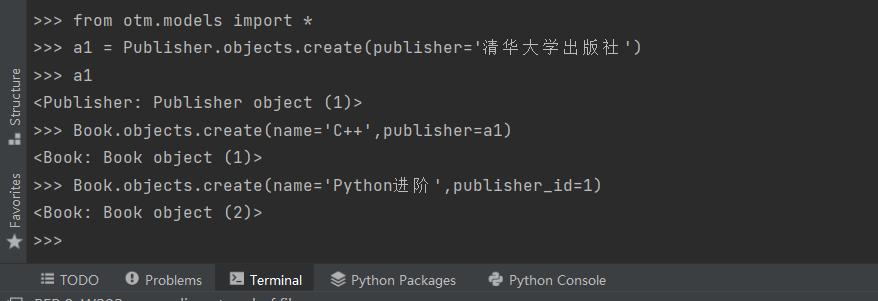 >>> from otm.models import *
>>> a1 = Publisher.objects.create(publisher='清华大学出版社')
>>> a1
<Publisher: Publisher object (1)>
>>> Book.objects.create(name='C++',publisher=a1)
<Book: Book object (1)>
>>> Book.objects.create(name='Python进阶',publisher_id=1)
<Book: Book object (2)>
>>>
Structure
Favorites
TODO Problems Terminal Python Packages Python Console